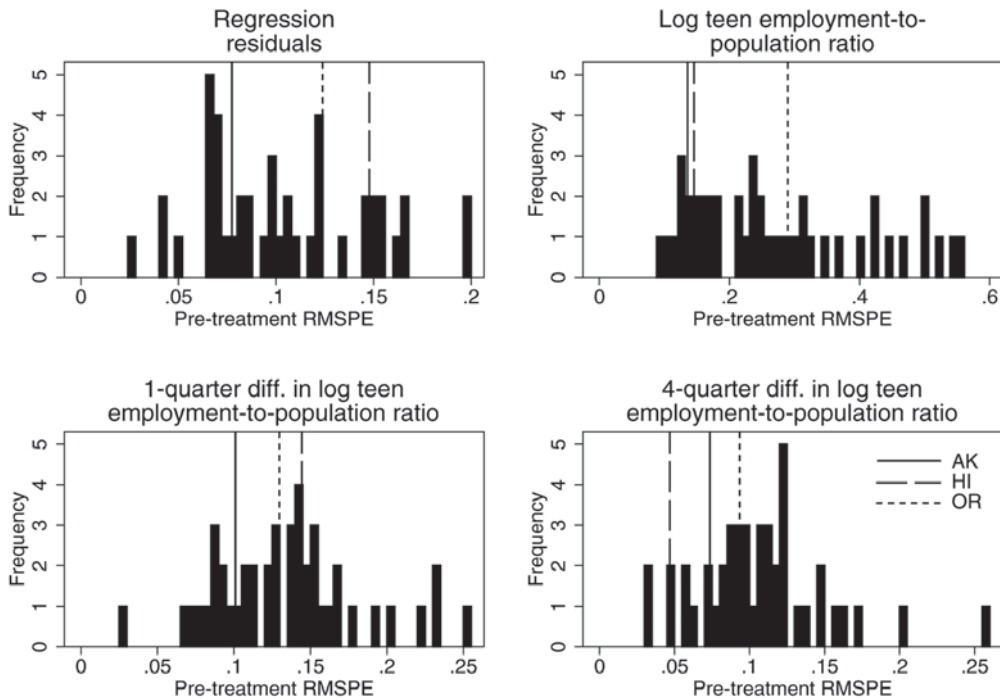 Regression
residuals
Frequency
0 1 2 3 4 5
0 .05 .1 .15 .2
Pre-treatment RMSPE
Log teen employment-to-
population ratio
Frequency
0 1 2 3 4 5
0 .2 .4 .6
Pre-treatment RMSPE
1-quarter diff. in log teen
employment-to-population ratio
Frequency
0 1 2 3 4 5
0 .05 .1 .15 .2 .25
Pre-treatment RMSPE
4-quarter diff. in log teen
employment-to-population ratio
Frequency
0 1 2 3 4 5
0 .05 .1 .15 .2 .25
Pre-treatment RMSPE
AK
HI
OR